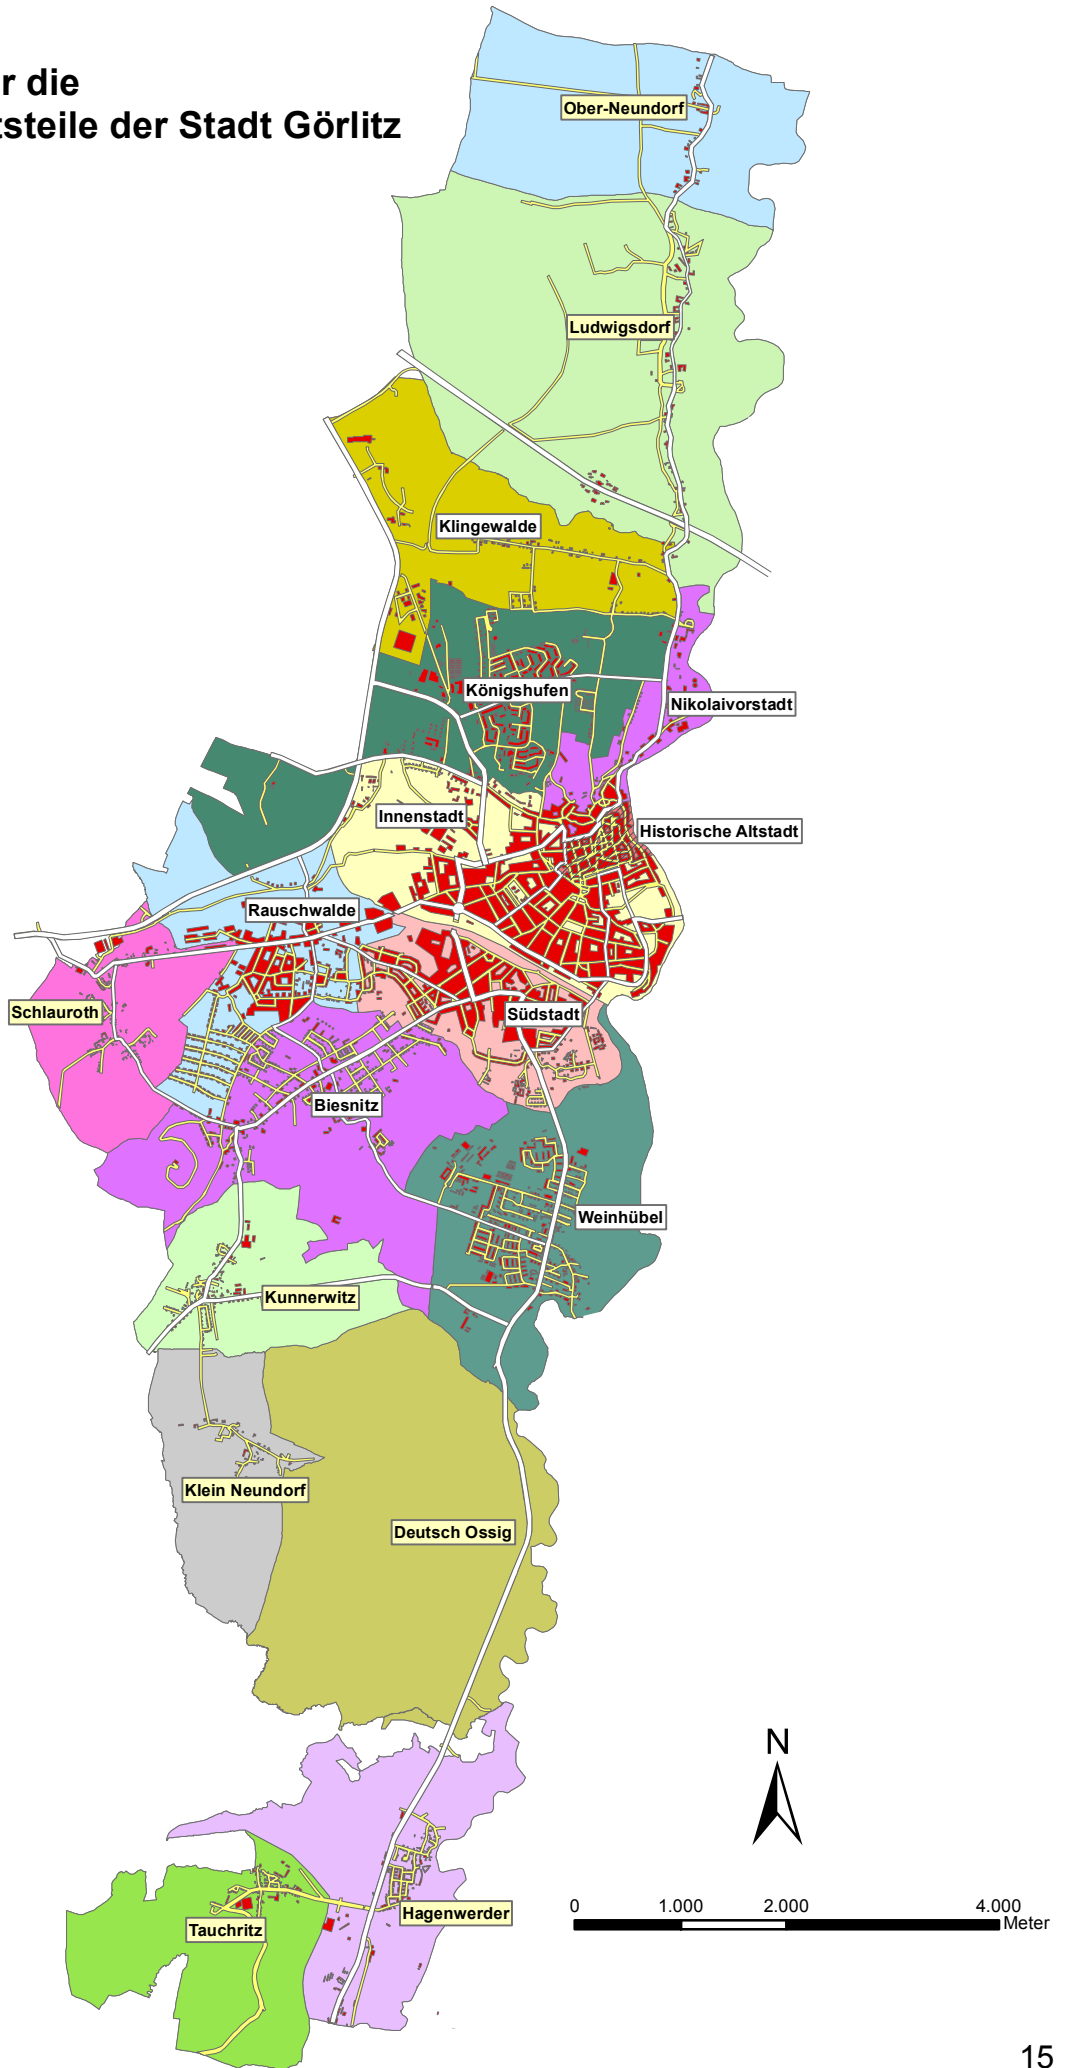 r die
tsteile der Stadt Görlitz
Ober-Neundorf
Ludwigsdorf
Klingewalde
Königshufen
Nikolaivorstadt
Innenstadt
Historische Altstadt
Rauschwalde
Schlauroth
Südstadt
Biesnitz
Weinhübel
Kunnerwitz
Klein Neundorf
Deutsch Ossig
N
Hagenwerder
Tauchritz
0 1.000 2.000 4.000
Meter
15